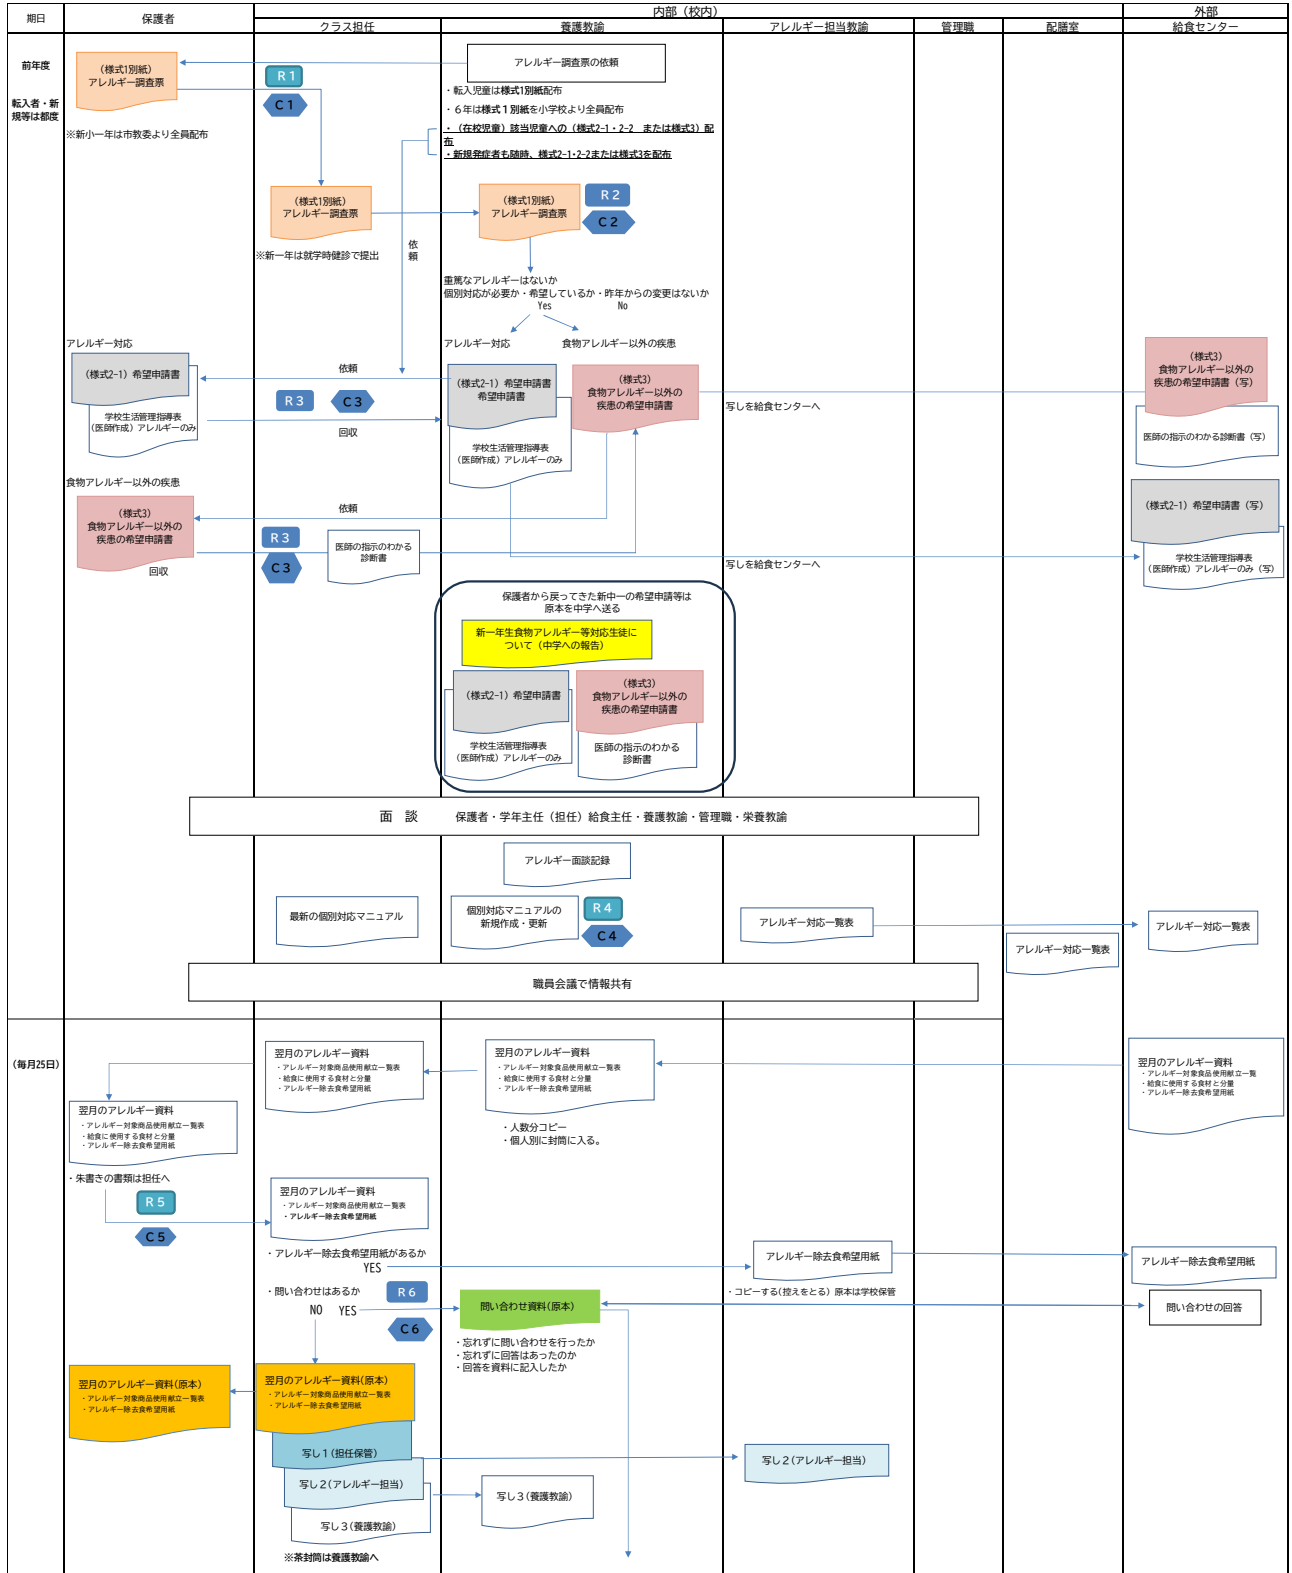 期日
保護者
内部（校内）
外部
クラス担任
養護教諭
アレルギー担当教諭
管理職
配膳室
給食センター
前年度
転入者・新
規等は都度
（様式1別紙）
アレルギー調査票
※新小一年は市教委より全員配布
R 1
C 1
アレルギー調査票の依頼
・転入児童は様式1別紙配布
・６年は様式１別紙を小学校より全員配布
・（在校児童）該当児童への（様式2-1・2-2　または様式3）配
布
・新規発症者も随時、様式2-1・2-2または様式3を配布
（様式1別紙）
アレルギー調査票
※新一年は就学時健診で提出
（様式1別紙）
アレルギー調査票
R 2
C 2
依
頼
重篤なアレルギーはないか
個別対応が必要か・希望しているか・昨年からの変更はないか
Yes
No
アレルギー対応
アレルギー対応
食物アレルギー以外の疾患
（様式2−1）希望申請書
学校生活管理指導表
（医師作成）アレルギーのみ
依頼
R 3
C 3
回収
（様式2−1）希望申請書
希望申請書
学校生活管理指導表
（医師作成）アレルギーのみ
（様式3）
食物アレルギー以外の
疾患の希望申請書
写しを給食センターへ
（様式3）
食物アレルギー以外の
疾患の希望申請書（写）
医師の指示のわかる診断書（写）
食物アレルギー以外の疾患
（様式3）
食物アレルギー以外の
疾患の希望申請書
回収
依頼
R 3
C 3
医師の指示のわかる
診断書
写しを給食センターへ
（様式2−1）希望申請書（写）
学校生活管理指導表
（医師作成）アレルギーのみ（写）
保護者から戻ってきた新中一の希望申請等は
原本を中学へ送る
新一年生食物アレルギー等対応生徒に
ついて（中学への報告）
（様式2−1）希望申請書
学校生活管理指導表
（医師作成）アレルギーのみ
（様式3）
食物アレルギー以外の
疾患の希望申請書
医師の指示のわかる
診断書
面　談　　　保護者・学年主任（担任）給食主任・養護教諭・管理職・栄養教諭
アレルギー面談記録
最新の個別対応マニュアル
個別対応マニュアルの
新規作成・更新
R 4
C 4
アレルギー対応一覧表
アレルギー対応一覧表
アレルギー対応一覧表
職員会議で情報共有
（毎月25日）
翌月のアレルギー資料
・アレルギー対象商品使用献立一覧表
・給食に使用する食材と分量
・アレルギー除去食希望用紙
翌月のアレルギー資料
・アレルギー対象食品使用献立一覧表
・給食に使用する食材と分量
・アレルギー除去食希望用紙
・人数分コピー
・個人別に封筒に入る。
翌月のアレルギー資料
・アレルギー対象食品使用献立一覧
・給食に使用する食材と分量
・アレルギー除去食希望用紙
翌月のアレルギー資料
・アレルギー対象商品使用献立一覧表
・給食に使用する食材と分量
・アレルギー除去食希望用紙
・朱書きの書類は担任へ
R 5
C 5
翌月のアレルギー資料
・アレルギー対象商品使用献立一覧表
・アレルギー除去食希望用紙
・アレルギー除去食希望用紙があるか
YES
アレルギー除去食希望用紙
アレルギー除去食希望用紙
・コピーする(控えをとる）原本は学校保管
・問い合わせはあるか
NO
YES
R 6
C 6
問い合わせ資料(原本）
問い合わせの回答
・忘れずに問い合わせを行ったか
・忘れずに回答はあったのか
・回答を資料に記入したか
翌月のアレルギー資料(原本）
・アレルギー対象商品使用献立一覧表
・アレルギー除去食希望用紙
翌月のアレルギー資料(原本）
・アレルギー対象商品使用献立一覧表
・アレルギー除去食希望用紙
写し１(担任保管）
写し２(アレルギー担当）
写し３(養護教諭）
写し３(養護教諭）
写し２(アレルギー担当）
※茶封筒は養護教諭へ